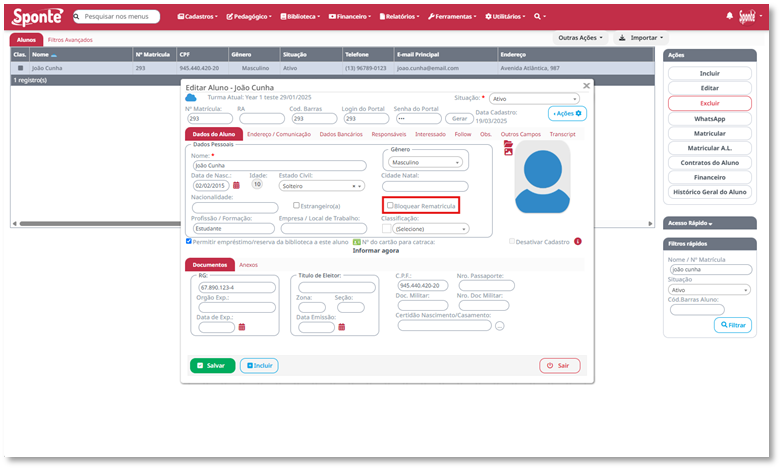 Sponte
Pesquisar nos menus
Cadastros
Pedagógico
Biblioteca
Financeiro
Relatórios
Ferramentas
Utilitários
Sponte
Alunos
Filtros Avançados
Outras Ações
Importar
Clas. Nome Nº Matricula CPF Gênero Situação Telefone E-mail Principal Endereço
João Cunha 293 945.440.420-20 Masculino Ativo (13) 96789-0123 joao.cunha@email.com Avenida Atlântica, 987
1 registro(s)
Ações
Incluir
Editar
Excluir
WhatsApp
Matricular
Matricular A.L.
Contratos do Aluno
Financeiro
Histórico Geral do Aluno
Acesso Rápido
Filtros rápidos
Nome / Nº Matrícula
joão cunha
Situação
Ativo
Cód.Barras Aluno:
Filtrar
Editar Aluno - João Cunha
Turma Atual: Year 1 teste 29/01/2025
Situação: * Ativo
Nº Matrícula: RA Cód. Barras Login do Portal Senha do Portal Data Cadastro:
293 293 293 *** Gerar 19/03/2025
+Ações
Dados do Aluno Endereço / Comunicação Dados Bancários Responsáveis Interessado Follow Obs. Outros Campos Transcript
Dados Pessoais
Nome: *
João Cunha
Gênero
Masculino
Data de Nasc.: Idade: Estado Civil: Cidade Natal:
02/02/2015 10 Solteiro
Nacionalidade:
Estrangeiro(a)
Bloquear Rematrícula
Profissão / Formação: Empresa / Local de Trabalho: Classificação:
Estudante (Selecione)
Permitir empréstimo/reserva da biblioteca a este aluno
Nº do cartão para catraca:
Informar agora
Desativar Cadastro
Documentos Anexos
RG:
67.890.123-4
Orgão Exp.:
Data de Exp.:
Título de Eleitor:
Zona: Seção:
Data Emissão:
C.P.F.: Nro. Passaporte:
945.440.420-20
Doc. Militar: Nro. Doc Militar:
Certidão Nascimento/Casamento:
...
Salvar
Incluir
Sair